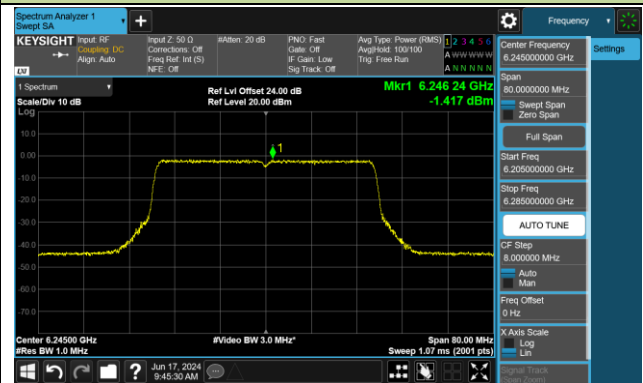 Spectrum Analyzer 1
Swept SA
+
Frequency
KEYSIGHT
Input: RF
Coupling: DC
Align: Auto
Input Z: 50 Ω
Corrections: Off
Freq Ref: Int (S)
NFE: Off
#Atten: 20 dB
PNO: Fast
Gate: Off
IF Gain: Low
Sig Track: Off
Avg Type: Power (RMS)
Avg|Hold: 100/100
Trig: Free Run
1 2 3 4 5 6
A W W W W W
A N N N N N
LXI
Center Frequency
6.245000000 GHz
Settings
Span
80.0000000 MHz
Swept Span
Zero Span
Full Span
Start Freq
6.205000000 GHz
Stop Freq
6.285000000 GHz
AUTO TUNE
CF Step
8.000000 MHz
Auto
Man
Freq Offset
0 Hz
X Axis Scale
Log
Lin
Signal Track
(Span Zoom)
1 Spectrum
Scale/Div 10 dB
Ref Lvl Offset 24.00 dB
Ref Level 20.00 dBm
Mkr1 6.246 24 GHz
-1.417 dBm
Log
10.0
0.00
-10.0
-20.0
-30.0
-40.0
-50.0
-60.0
-70.0
1
Center 6.24500 GHz
#Res BW 1.0 MHz
#Video BW 3.0 MHz*
Span 80.00 MHz
Sweep 1.07 ms (2001 pts)
?
Jun 17, 2024
9:45:30 AM